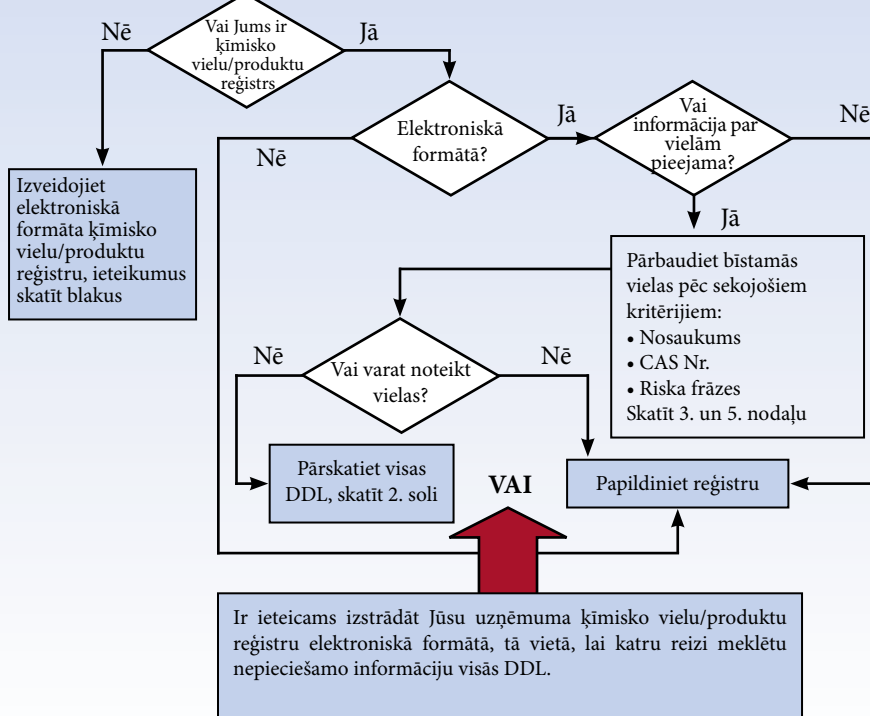 Nē
Vai Jums ir
ķīmisko
vielu/produktu
reģistrs
Jā
Elektroniskā
formātā?
Nē
Jā
Vai
informācija par
vielām
pieejama?
Nē
Jā
Izveidojiet
elektroniskā
formāta ķīmisko
vielu/produktu
reģistru, ieteikumus
skatīt blakus
Pārbaudiet bīstamās
vielas pēc sekojošiem
kritērijiem:
• Nosaukums
• CAS Nr.
• Riska frāzes
Skatīt 3. un 5. nodaļu
Nē
Vai varat noteikt
vielas?
Nē
Pārskatiet visas
DDL, skatīt 2. soli
VAI
Papildiniet reģistru
Ir ieteicams izstrādāt Jūsu uzņēmuma ķīmisko vielu/produktu
reģistru elektroniskā formātā, tā vietā, lai katru reizi meklētu
nepieciešamo informāciju visās DDL.